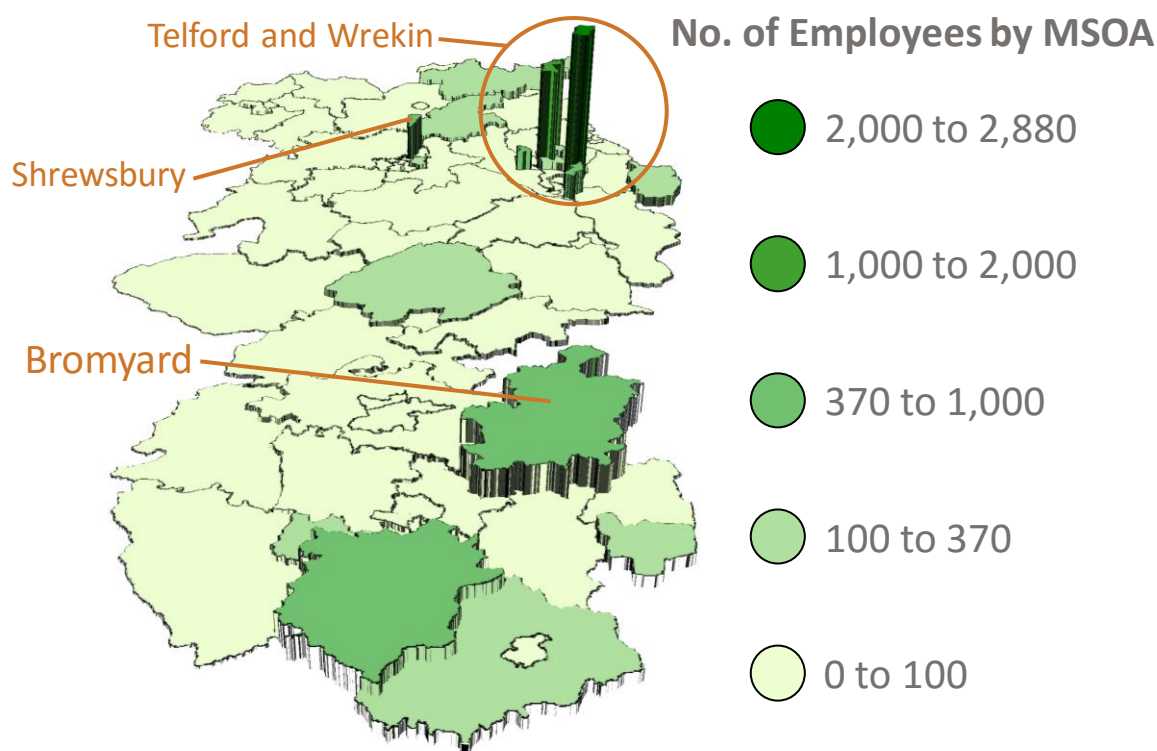 Telford and Wrekin
No. of Employees by MSOA
2,000 to 2,880
Shrewsbury
1,000 to 2,000
Bromyard
370 to 1,000
100 to 370
0 to 100